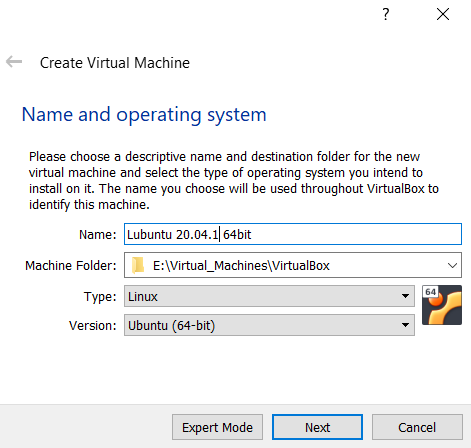 ?
Create Virtual Machine
Name and operating system
Please choose a descriptive name and destination folder for the new
virtual machine and select the type of operating system you intend to
install on it. The name you choose will be used throughout VirtualBox to
identify this machine.
Name: Lubuntu 20.04.1 64bit
Machine Folder: E:\Virtual_Machines\VirtualBox
Type: Linux
64
Version: Ubuntu (64-bit)
Expert Mode Next Cancel